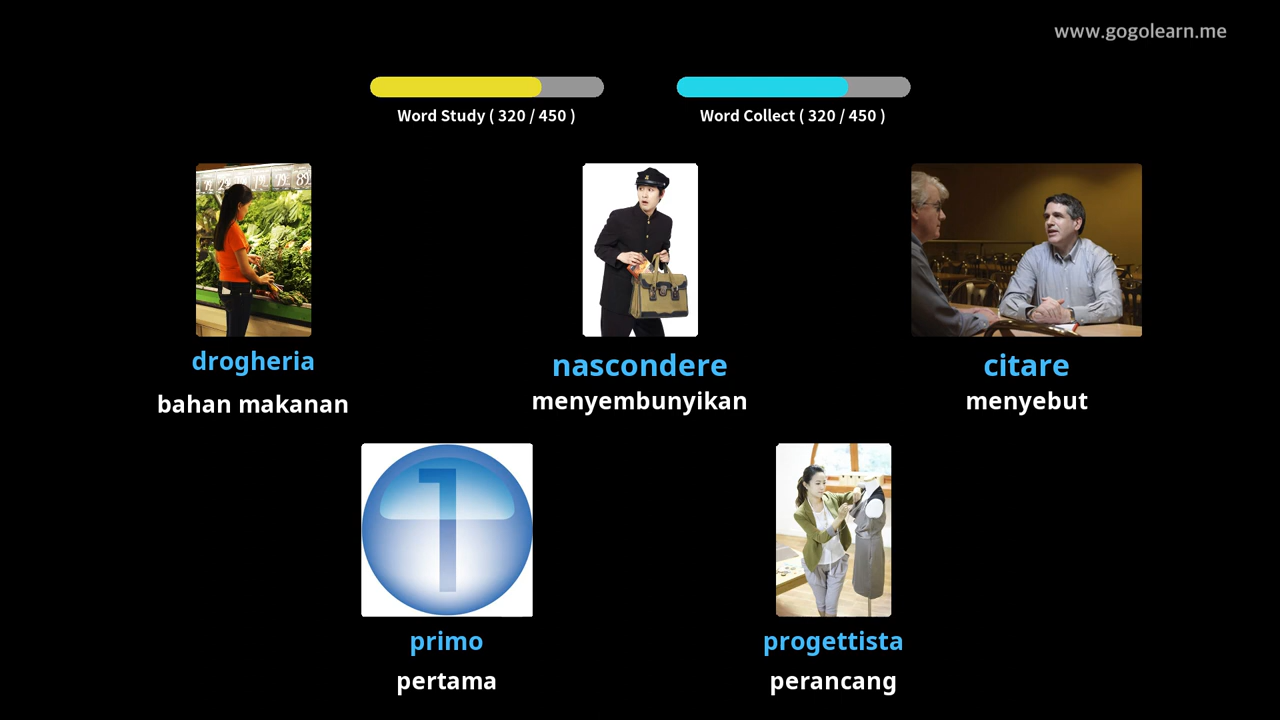 www.gogolearn.me
Word Study ( 320 / 450 )
Word Collect ( 320 / 450 )
drogheria
bahan makanan
nascondere
menyembunyikan
citare
menyebut
1
primo
pertama
progettista
perancang